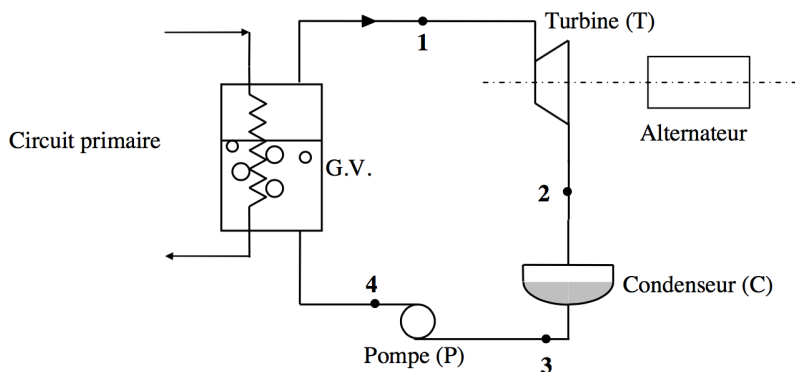 Turbine (T)
1
Circuit primaire
Alternateur
G.V.
2
4
Condenseur (C)
Pompe (P)
3